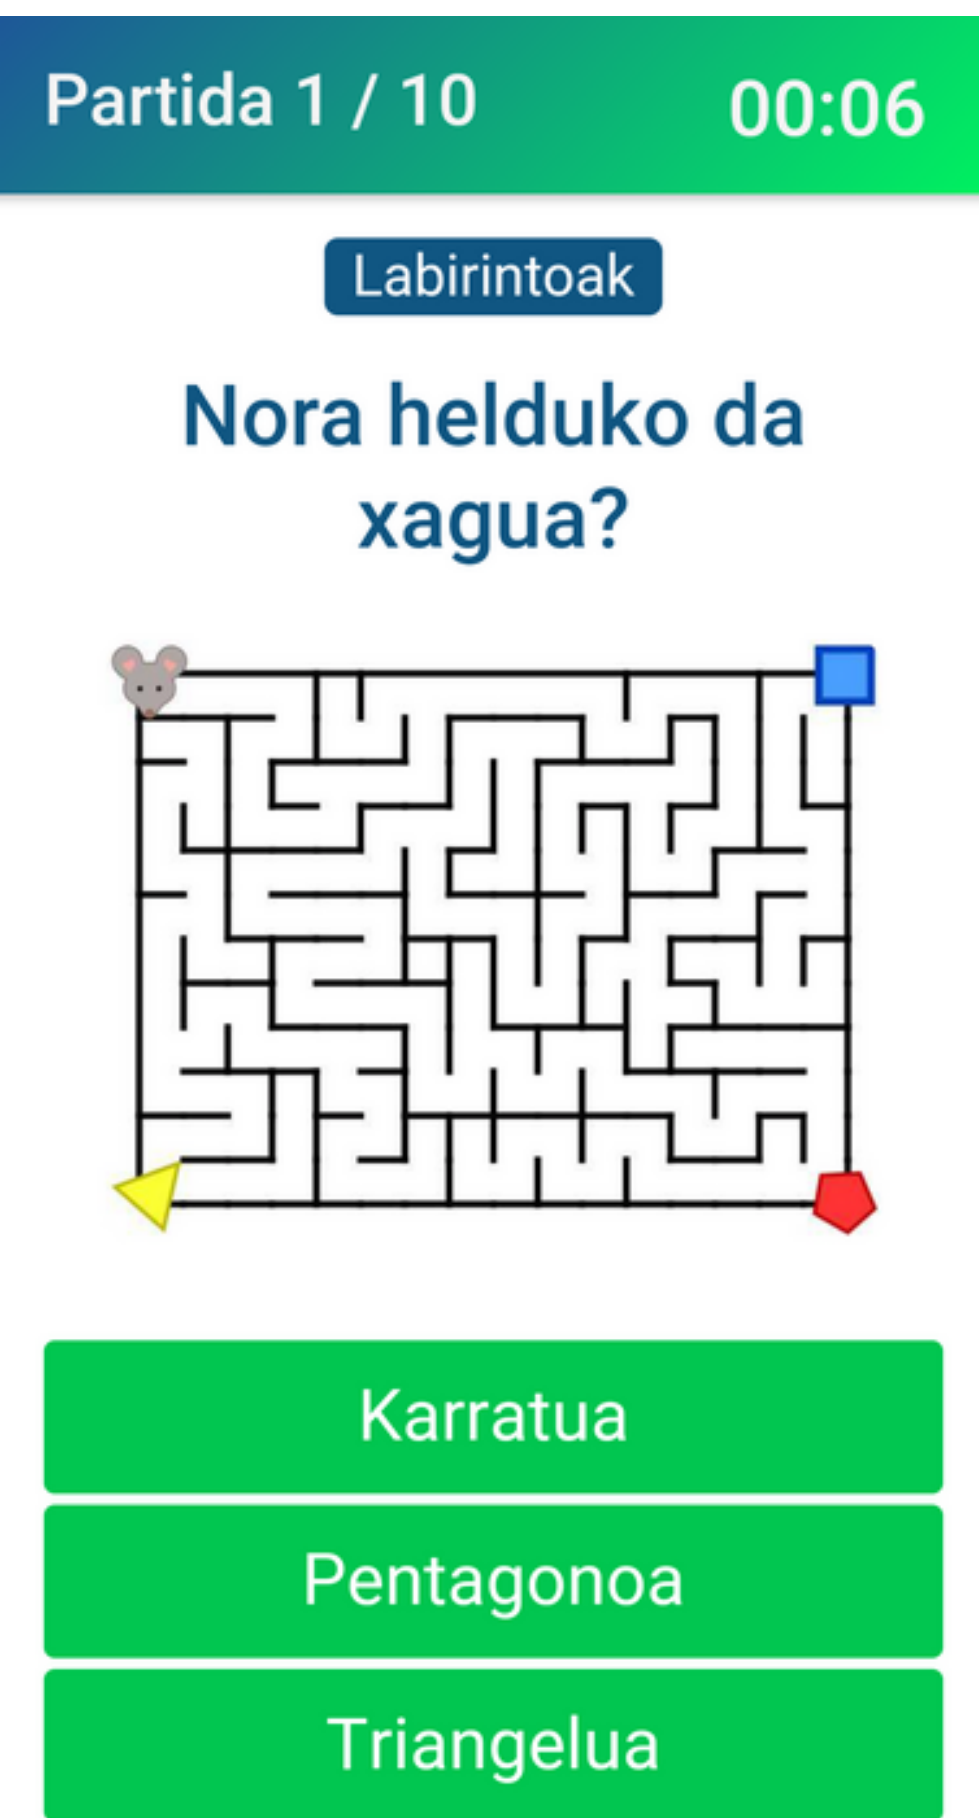 Partida 1 / 10
00:06
Labirintoak
Nora helduko da
xagua?
Karratua
Pentagonoa
Triangelua